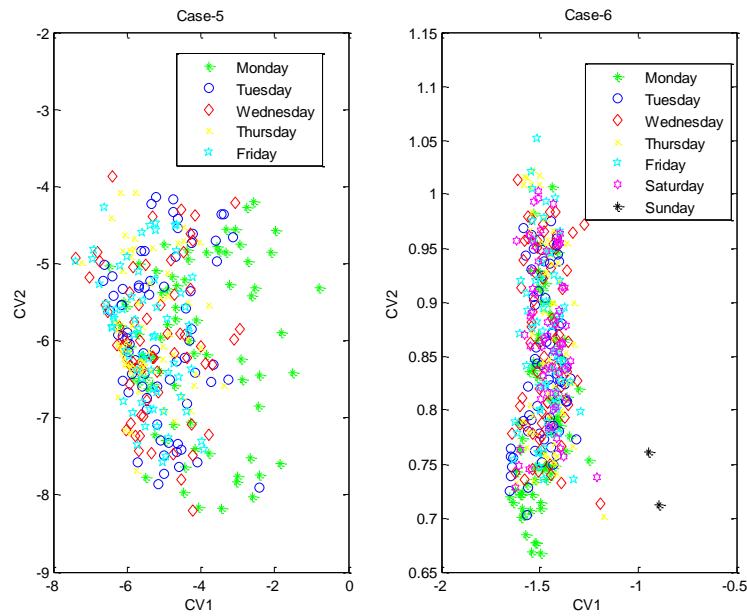 Case-5
-2
-3
-4
-5
-6
-7
-8
-9
CV2
-8
-6
-4
-2
0
CV1
Monday
Tuesday
Wednesday
Thursday
Friday
Case-6
1.15
1.1
1.05
1
0.95
0.9
0.85
0.8
0.75
0.7
0.65
CV2
-2
-1.5
-1
-0.5
CV1
Monday
Tuesday
Wednesday
Thursday
Friday
Saturday
Sunday